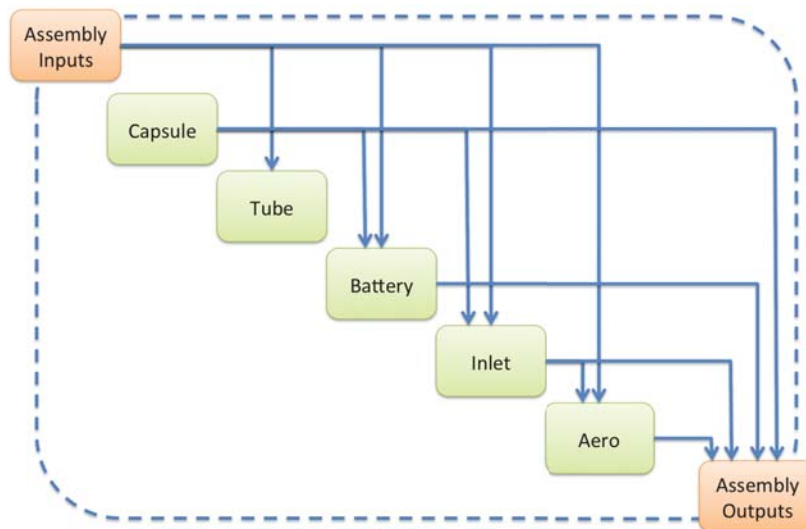 Assembly
Inputs
Capsule
Tube
Battery
Inlet
Aero
Assembly
Outputs